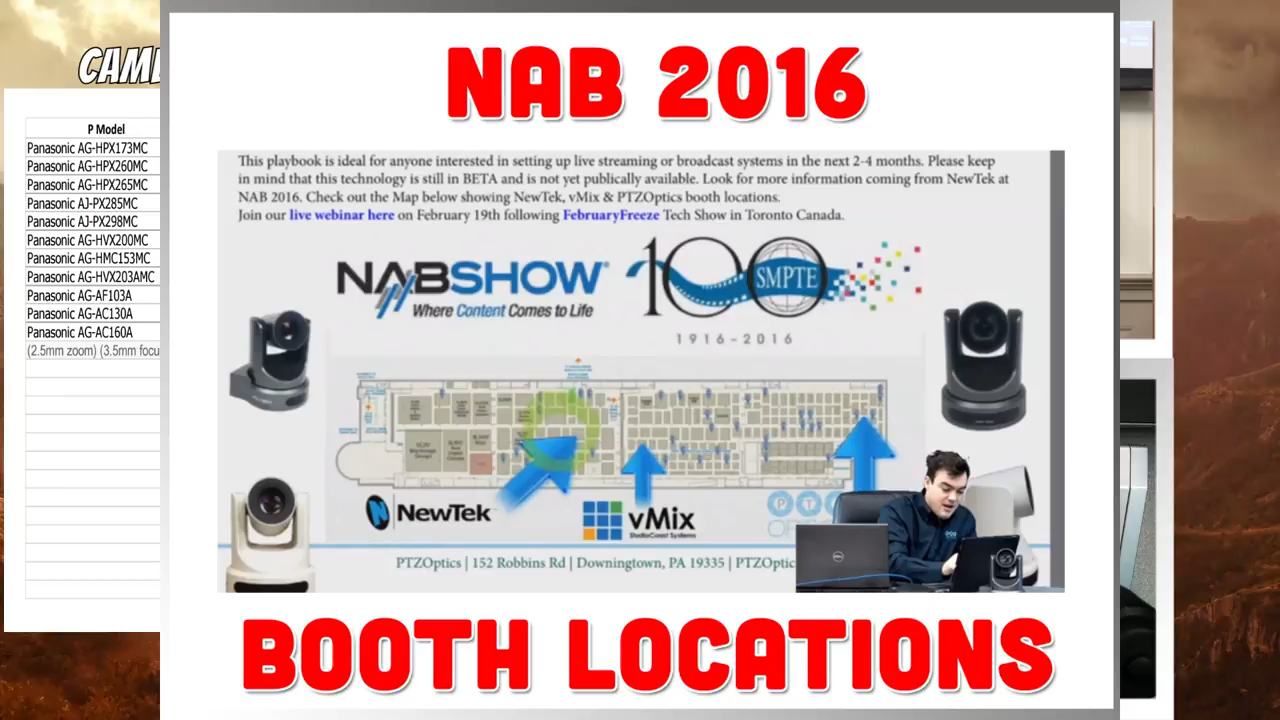 NAB 2016
CAM
P Model
Panasonic AG-HPX173MC
Panasonic AG-HPX260MC
Panasonic AG-HPX265MC
Panasonic AJ-PX285MC
Panasonic AJ-PX298MC
Panasonic AG-HVX200MC
Panasonic AG-HMC153MC
Panasonic AG-HVX203AMC
Panasonic AG-AF103A
Panasonic AG-AC130A
Panasonic AG-AC160A
(2.5mm zoom) (3.5mm focu
This playbook is ideal for anyone interested in setting up live streaming or broadcast systems in the next 2-4 months. Please keep
in mind that this technology is still in BETA and is not yet publically available. Look for more information coming from NewTek at
NAB 2016. Check out the Map below showing NewTek, vMix & PTZOptics booth locations.
Join our live webinar here on February 19th following FebruaryFreeze Tech Show in Toronto Canada.
NABSHOW®
Where Content Comes to Life
100
SMPTE
1916-2016
NewTek
vMix
StudioCoast Systems
P T
PTZOptics | 152 Robbins Rd | Downingtown, PA 19335 | PTZOptic
BOOTH LOCATIONS